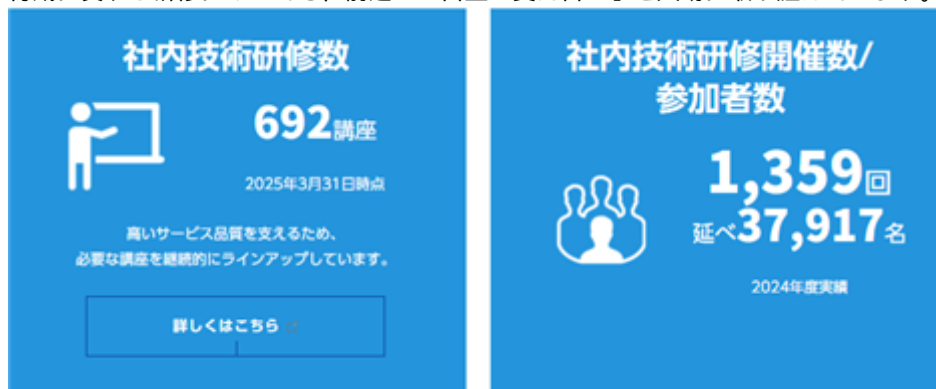 社内技術研修数
692講座
2025年3月31日時点
高いサービス品質を支えるため、
必要な講座を継続的にラインアップしています。
詳しくはこちら
社内技術研修開催数/
参加者数
1,359回
延べ37,917名
2024年度実績